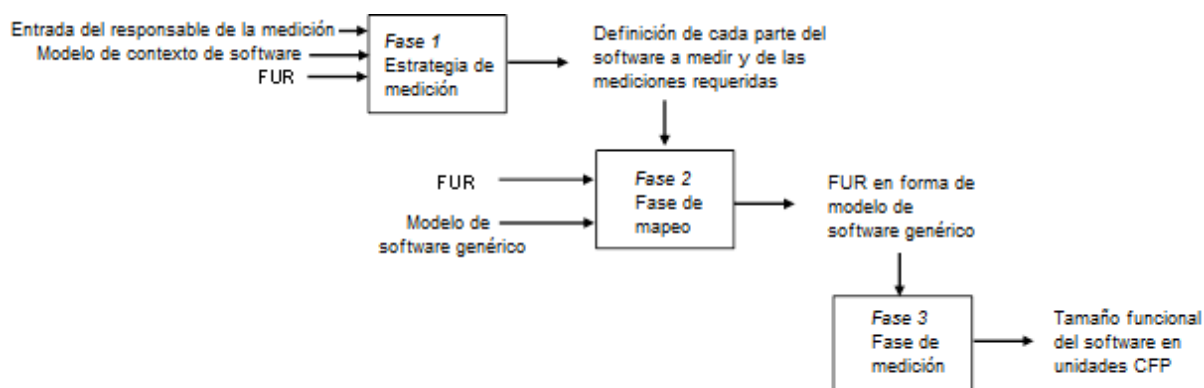 Entrada del responsable de la medición
Modelo de contexto de software
FUR
Fase 1
Estrategia de
medición
Definición de cada parte del
software a medir y de las
mediciones requeridas
FUR
Modelo de
software genérico
Fase 2
Fase de
mapeo
FUR en forma de
modelo de
software genérico
Fase 3
Fase de
medición
Tamaño funcional
del software en
unidades CFP